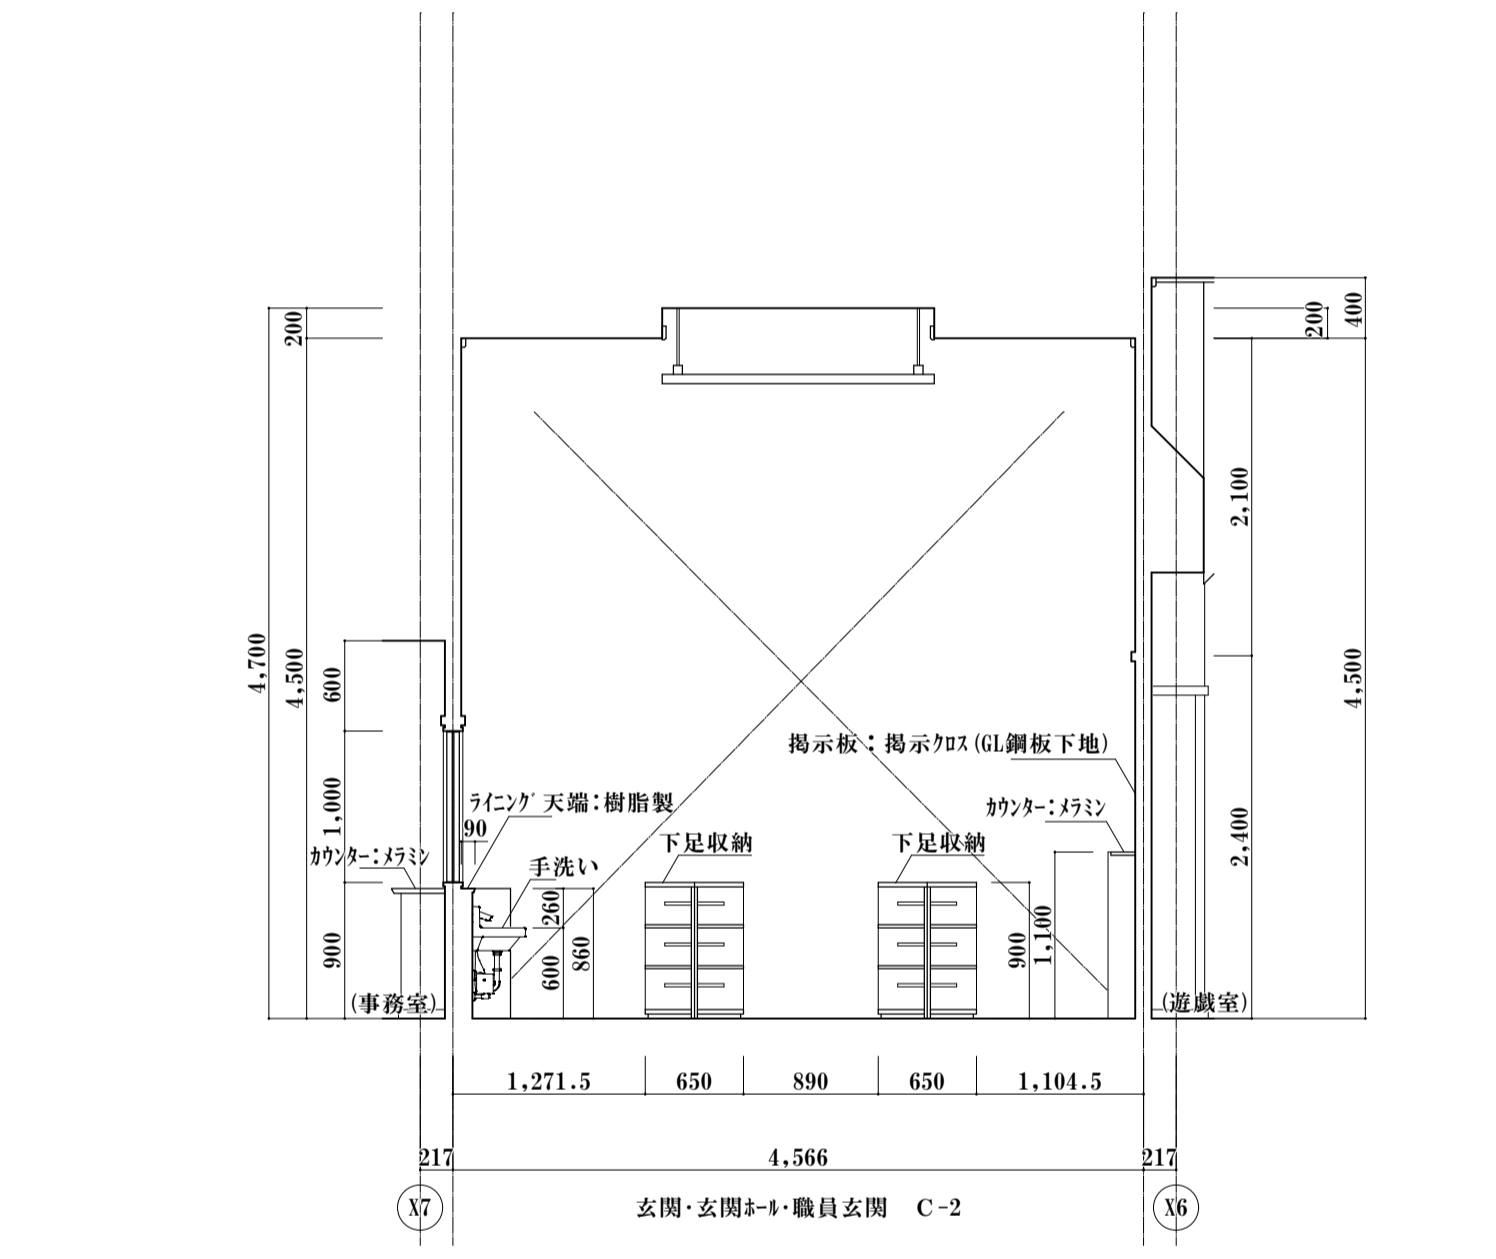 200
400
200
2,100
4,700
4,500
600
4,500
掲示板：掲示クロス(GL鋼板下地)
ライニング天端：樹脂製
カウンター：メラミン
1,000
90
2,400
カウンター：メラミン
下足収納
下足収納
手洗い
260
860
600
900
900
1,100
(事務室)
(遊戯室)
1,271.5
650
890
650
1,104.5
217
4,566
217
X7
玄関・玄関ホール・職員玄関　C-2
X6